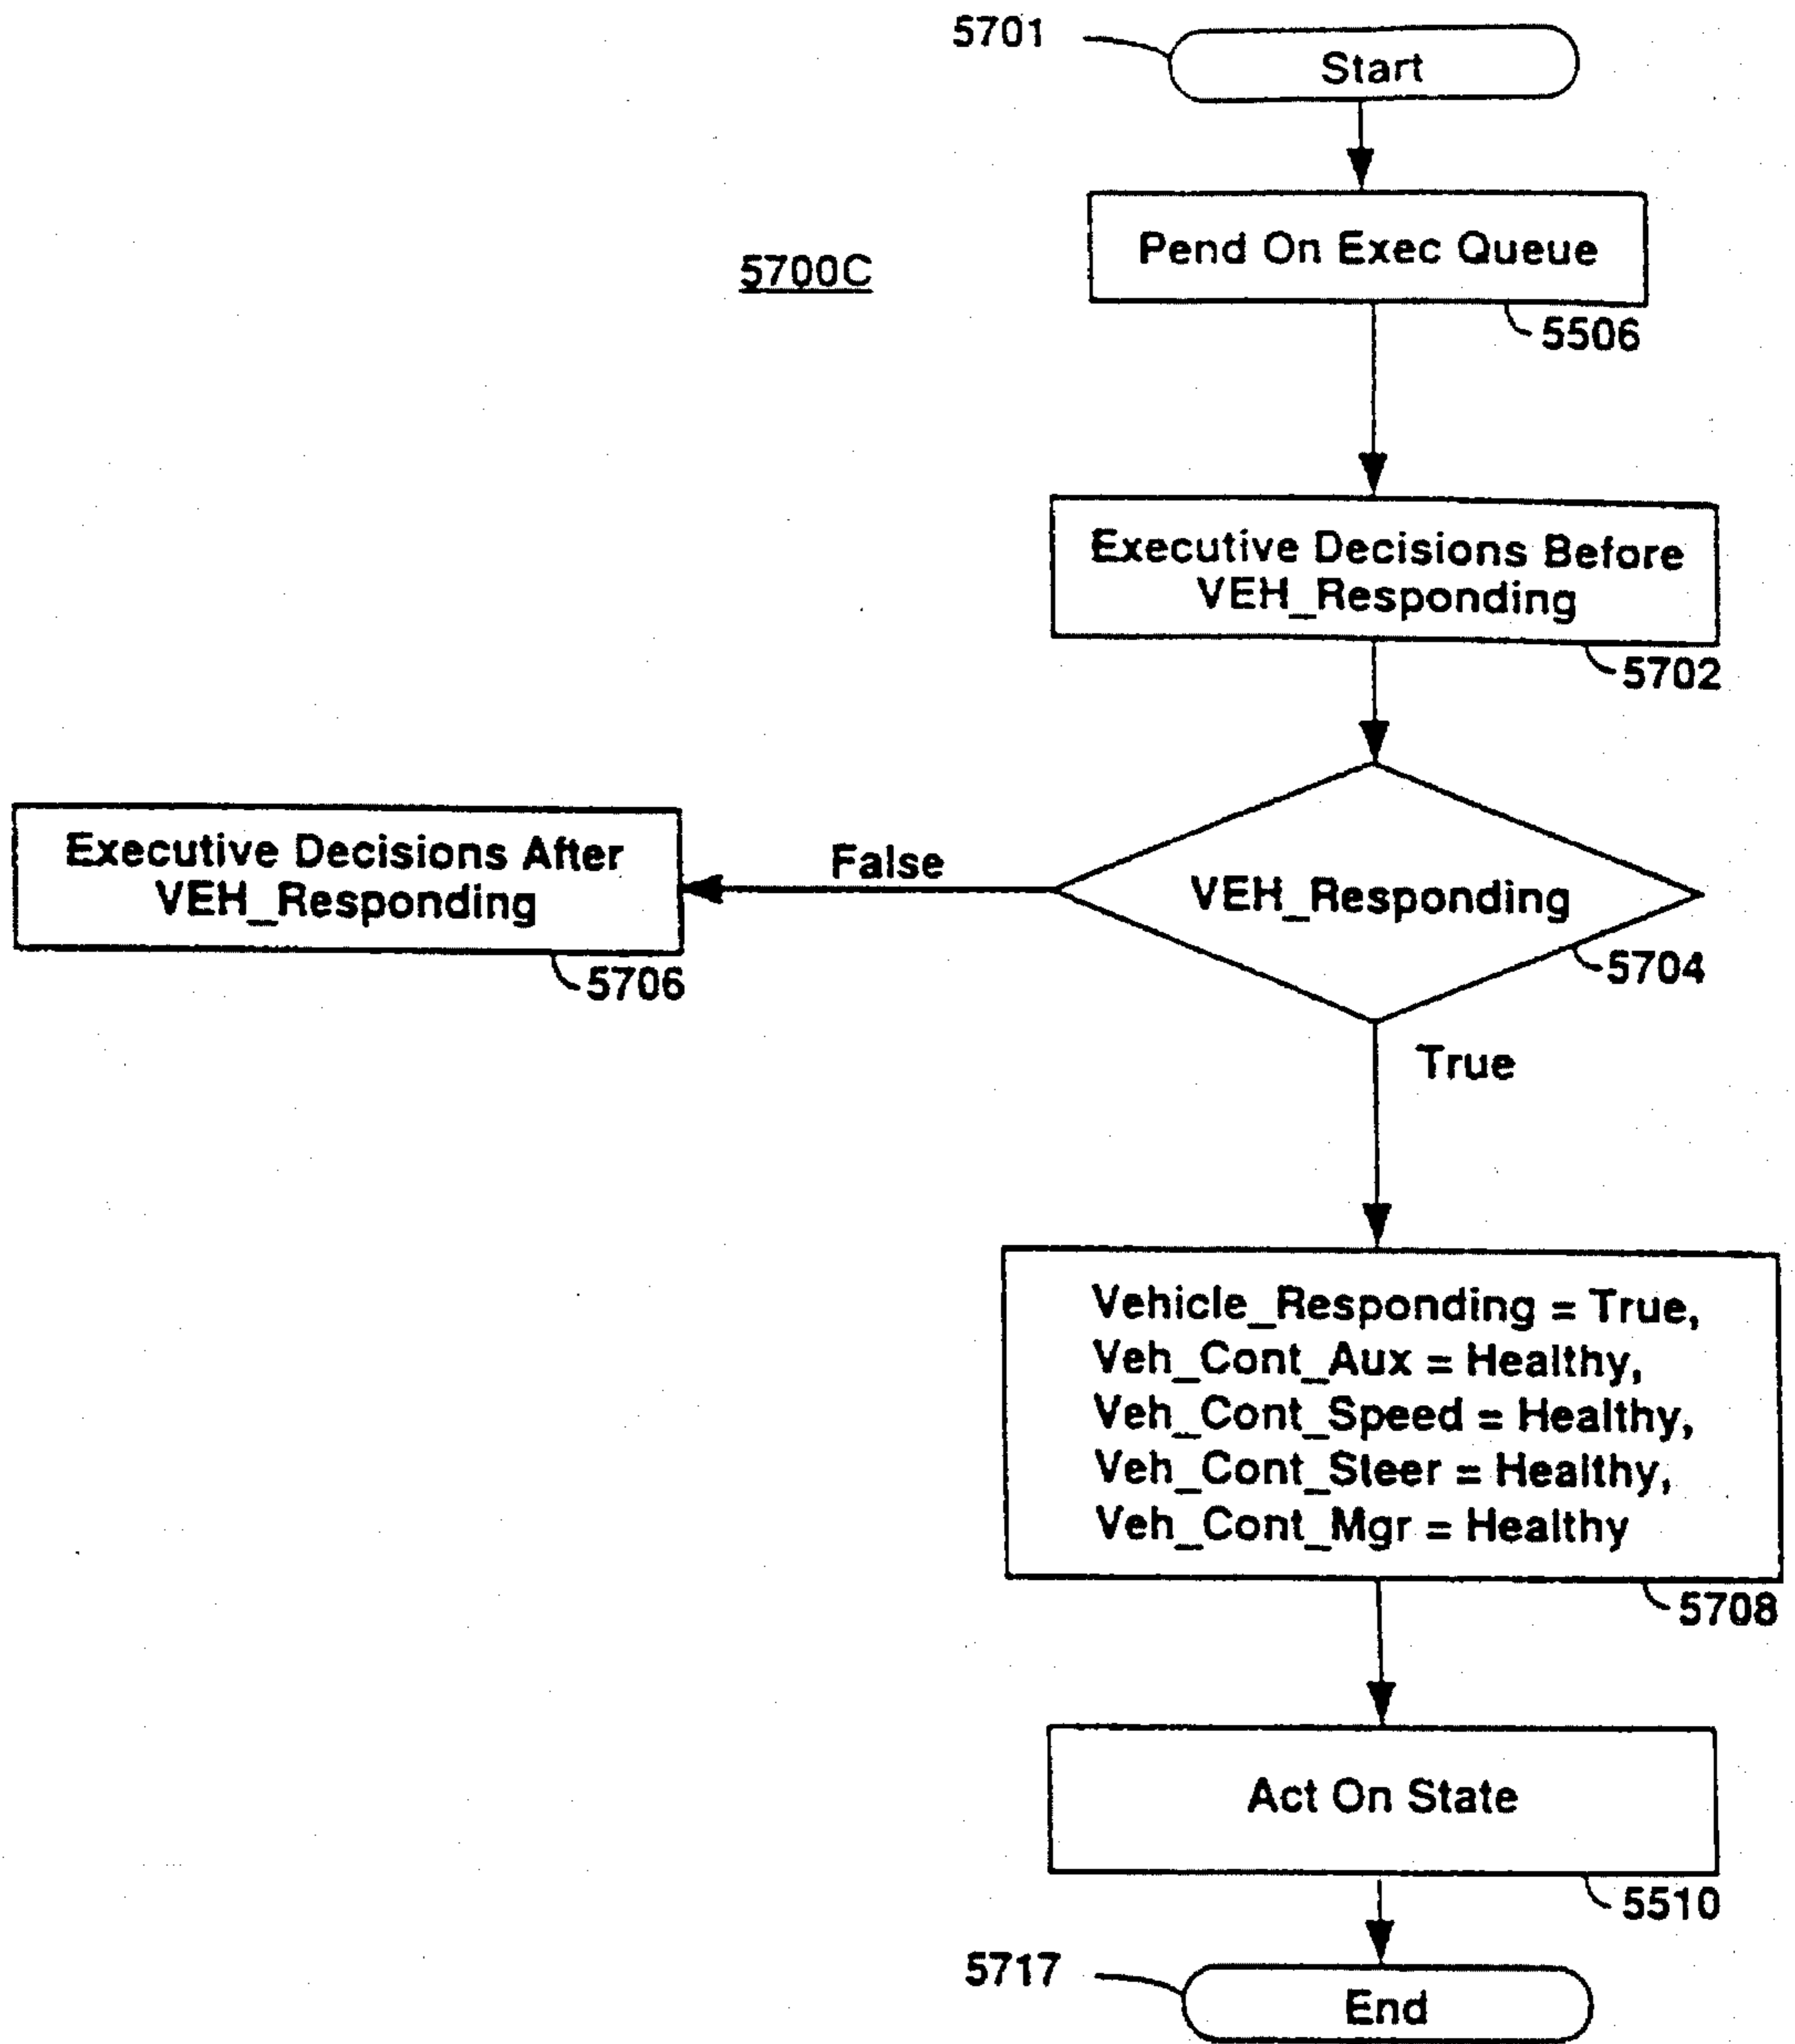 5701
Start
Pend On Exec Queue
5700C
5506
Executive Decisions Before
VEH_Responding
5702
Executive Decisions After
VEH_Responding
False
VEH_Responding
5704
5706
True
Vehicle_Responding = True,
Veh_Cont_Aux = Healthy,
Veh_Cont_Speed = Healthy,
Veh_Cont_Steer = Healthy,
Veh_Cont_Mgr = Healthy
5708
Act On State
5510
5717
End